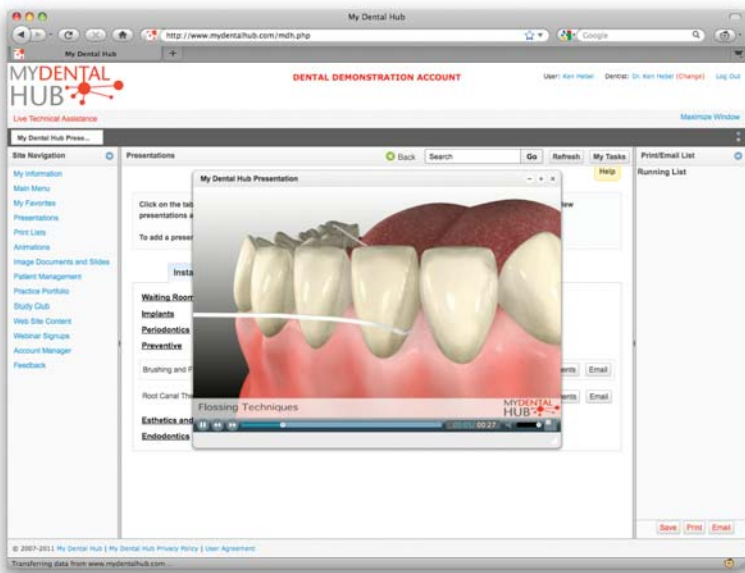 My Dental Hub
http://www.mydentalhub.com/mdh.php
Google
My Dental Hub
MYDENTAL
HUB
DENTAL DEMONSTRATION ACCOUNT
User: Ken Hebel Dentist: Dr. Ken Hebel (Change) Log Out
Live Technical Assistance
Maximize Window
My Dental Hub Prese...
Site Navigation
Presentations
Back
Search
Go
Refresh
My Tasks
Print/Email List
My Information
Main Menu
My Favorites
Presentations
Print Lists
Animations
Image Documents and Slides
Patient Management
Practice Portfolio
Study Club
Web Site Content
Webinar Signups
Account Manager
Feedback
Help
Running List
My Dental Hub Presentation
Click on the tab
presentations a
To add a presen
Insta
Waiting Room
Implants
Periodontics
Preventive
Brushing and F
Email
Root Canal The
Email
Esthetics and
Endodontics
Flossing Techniques
MYDENTAL
HUB
00:27
Save
Print
Email
© 2007-2011 My Dental Hub | My Dental Hub Privacy Policy | User Agreement
Transferring data from www.mydentalhub.com...